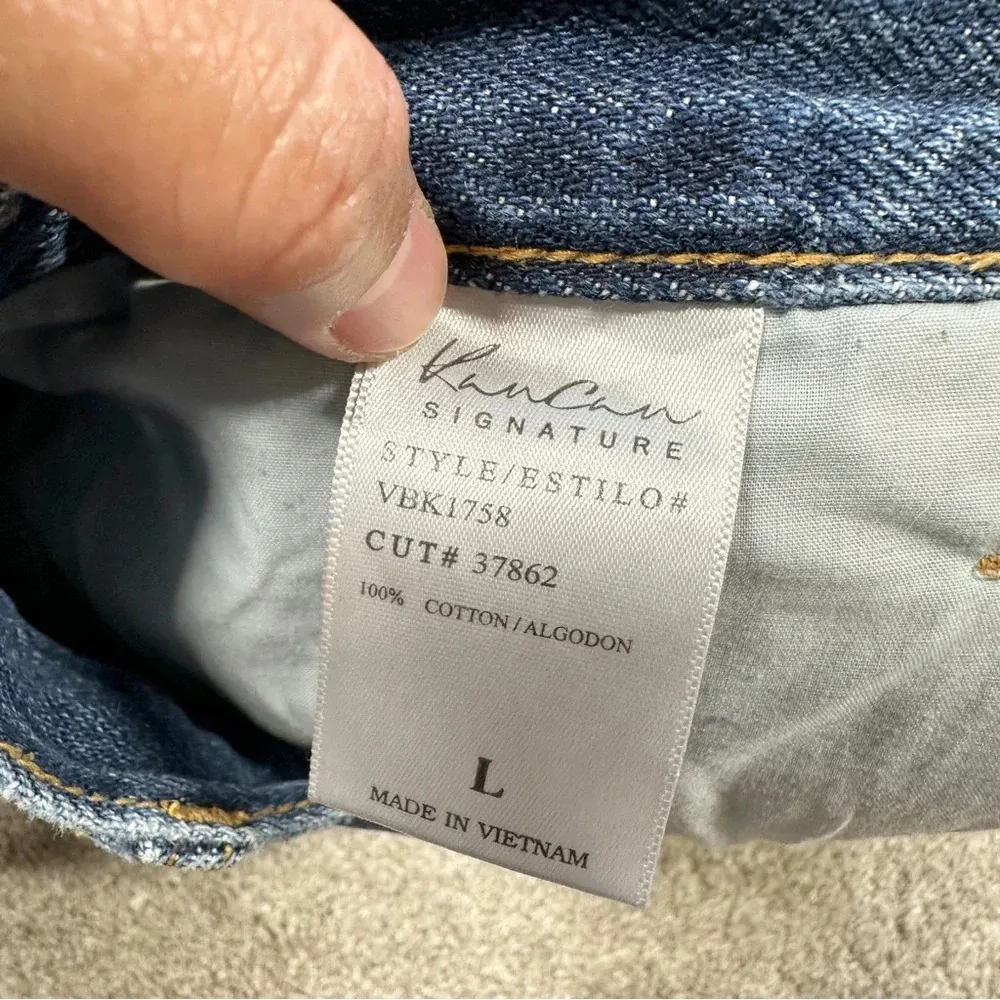 KanCan
SIGNATURE
STYLE/ESTILO#
VBK1758
CUT# 37862
100% COTTON/ALGODON
L
MADE IN VIETNAM